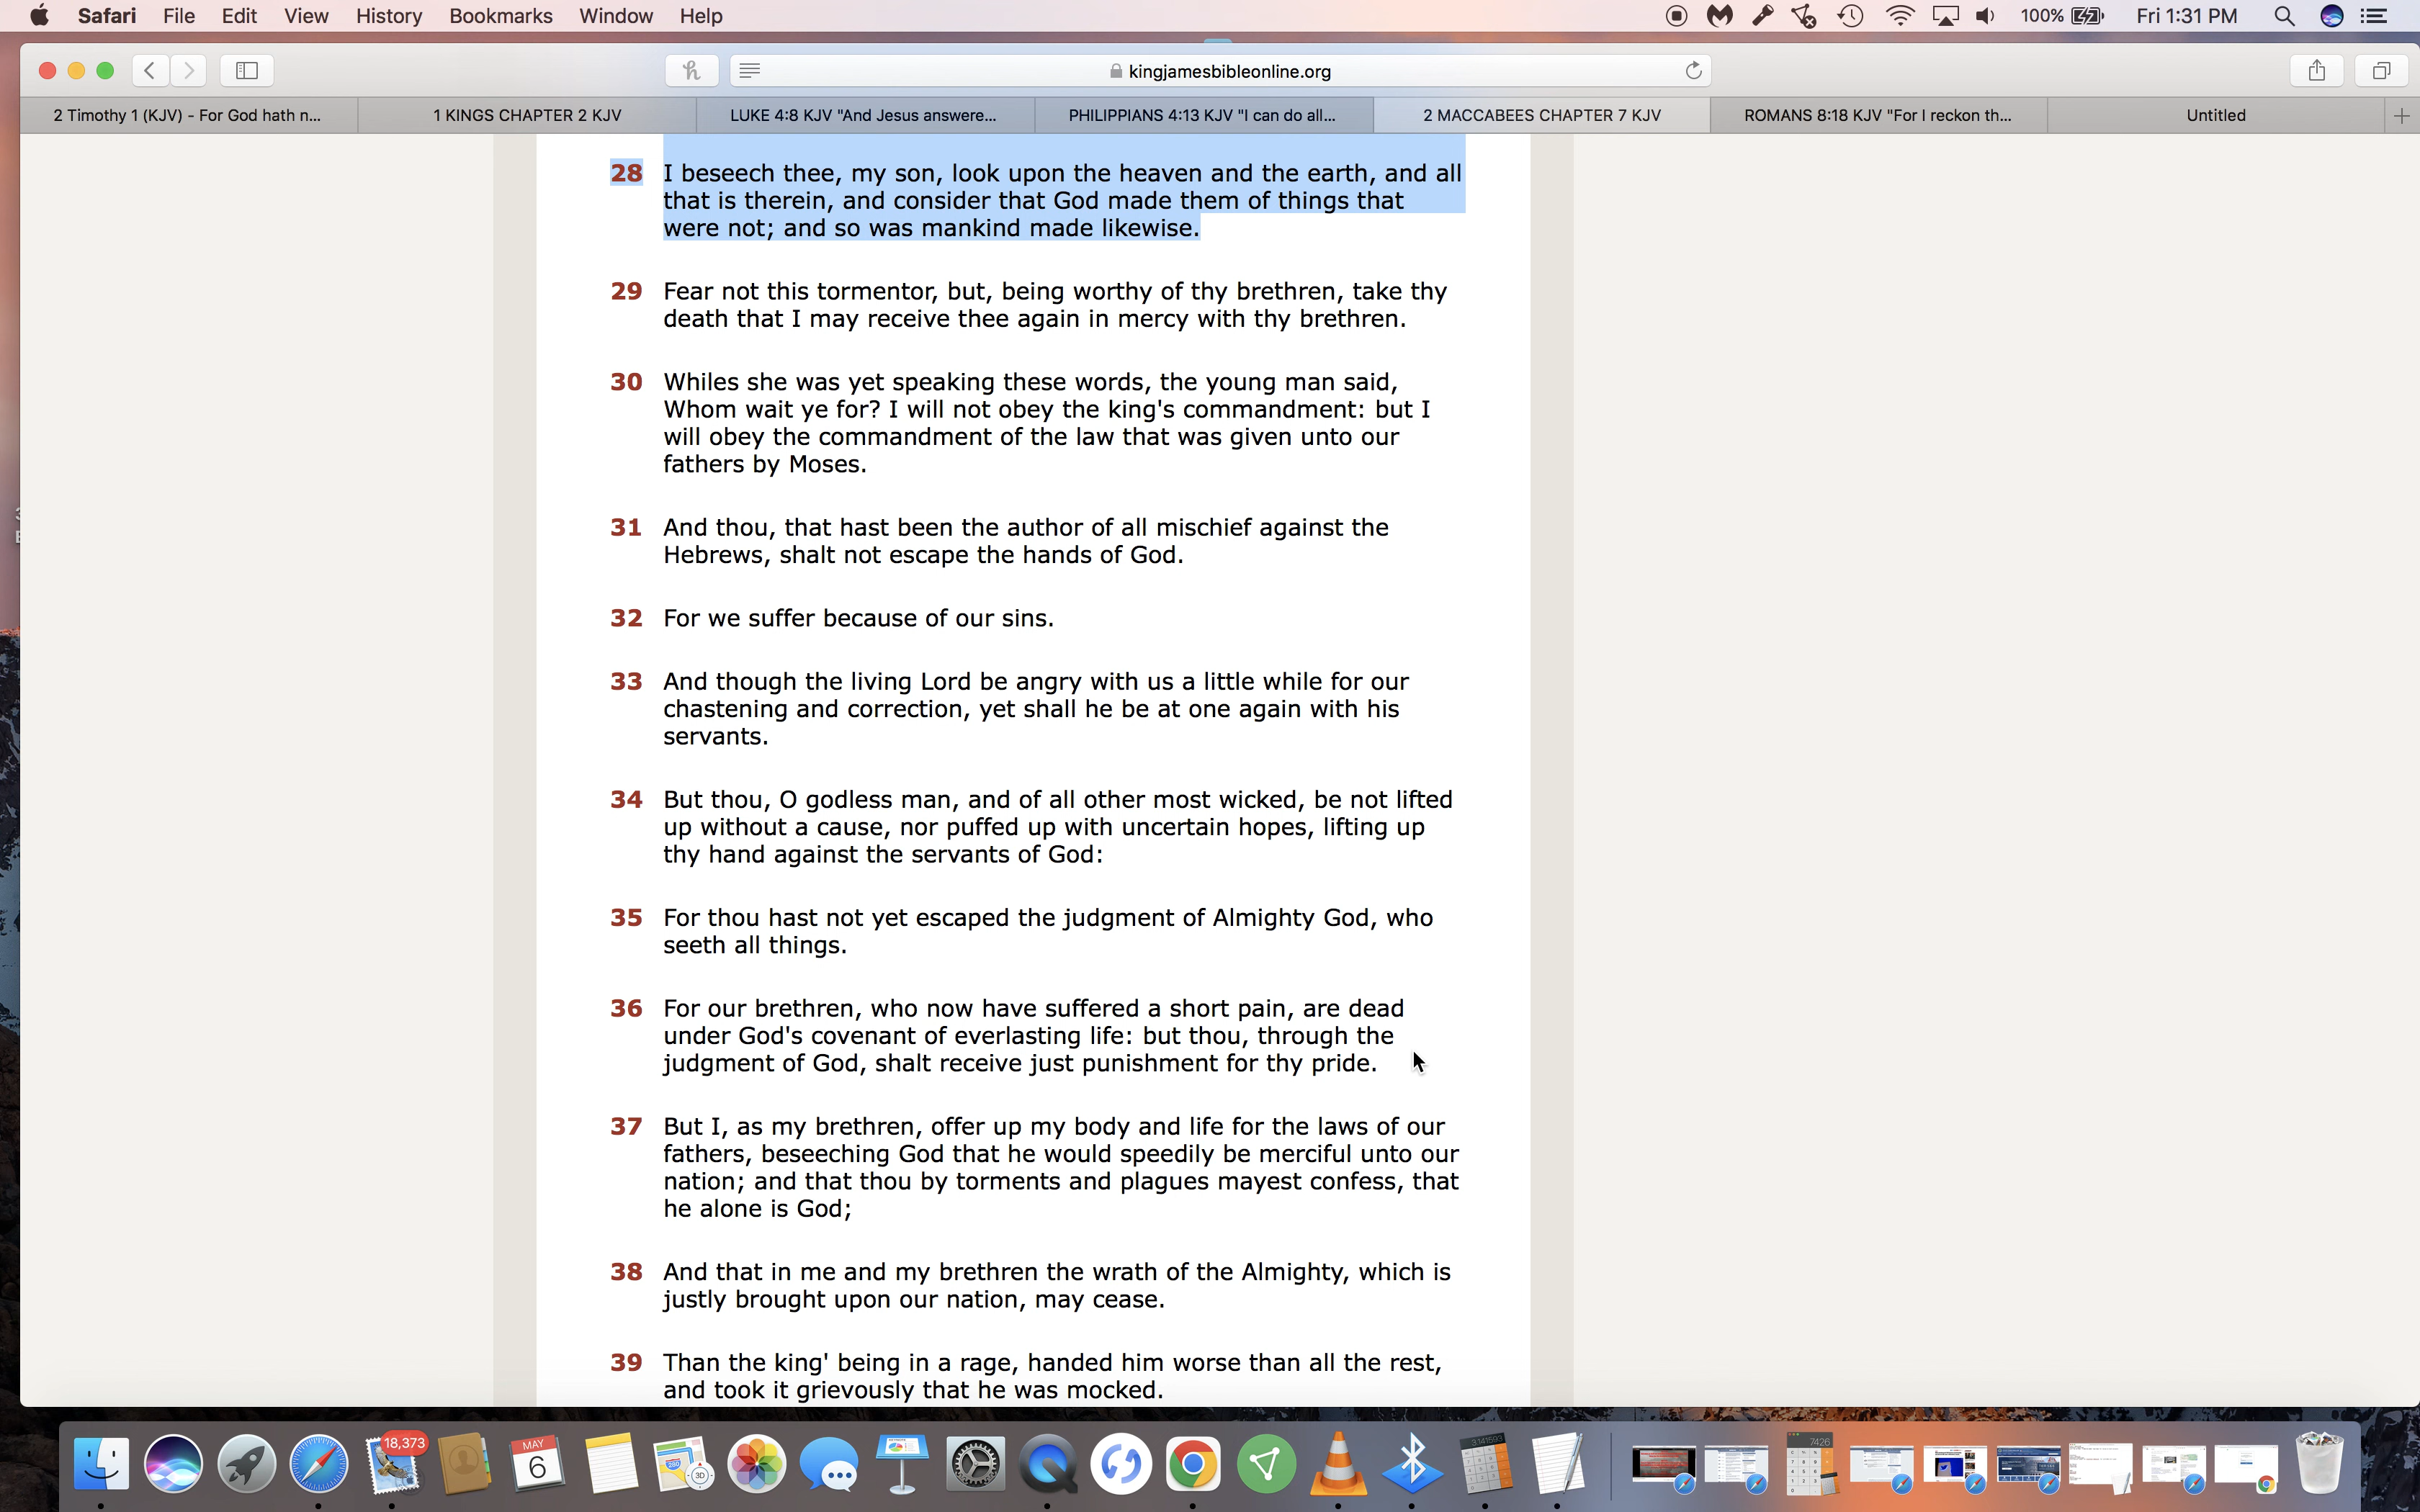 Safari File Edit View History Bookmarks Window Help 100% Fri 1:31 PM
kingjamesbibleonline.org
2 Timothy 1 (KJV) - For God hath n... 1 KINGS CHAPTER 2 KJV LUKE 4:8 KJV "And Jesus answere... PHILIPPIANS 4:13 KJV "I can do all... 2 MACCABEES CHAPTER 7 KJV ROMANS 8:18 KJV "For I reckon th... Untitled
28 I beseech thee, my son, look upon the heaven and the earth, and all
that is therein, and consider that God made them of things that
were not; and so was mankind made likewise.
29 Fear not this tormentor, but, being worthy of thy brethren, take thy
death that I may receive thee again in mercy with thy brethren.
30 Whiles she was yet speaking these words, the young man said,
Whom wait ye for? I will not obey the king's commandment: but I
will obey the commandment of the law that was given unto our
fathers by Moses.
31 And thou, that hast been the author of all mischief against the
Hebrews, shalt not escape the hands of God.
32 For we suffer because of our sins.
33 And though the living Lord be angry with us a little while for our
chastening and correction, yet shall he be at one again with his
servants.
34 But thou, O godless man, and of all other most wicked, be not lifted
up without a cause, nor puffed up with uncertain hopes, lifting up
thy hand against the servants of God:
35 For thou hast not yet escaped the judgment of Almighty God, who
seeth all things.
36 For our brethren, who now have suffered a short pain, are dead
under God's covenant of everlasting life: but thou, through the
judgment of God, shalt receive just punishment for thy pride.
37 But I, as my brethren, offer up my body and life for the laws of our
fathers, beseeching God that he would speedily be merciful unto our
nation; and that thou by torments and plagues mayest confess, that
he alone is God;
38 And that in me and my brethren the wrath of the Almighty, which is
justly brought upon our nation, may cease.
39 Than the king' being in a rage, handed him worse than all the rest,
and took it grievously that he was mocked.
18,373
MAY
6
3D
3.141593
7426